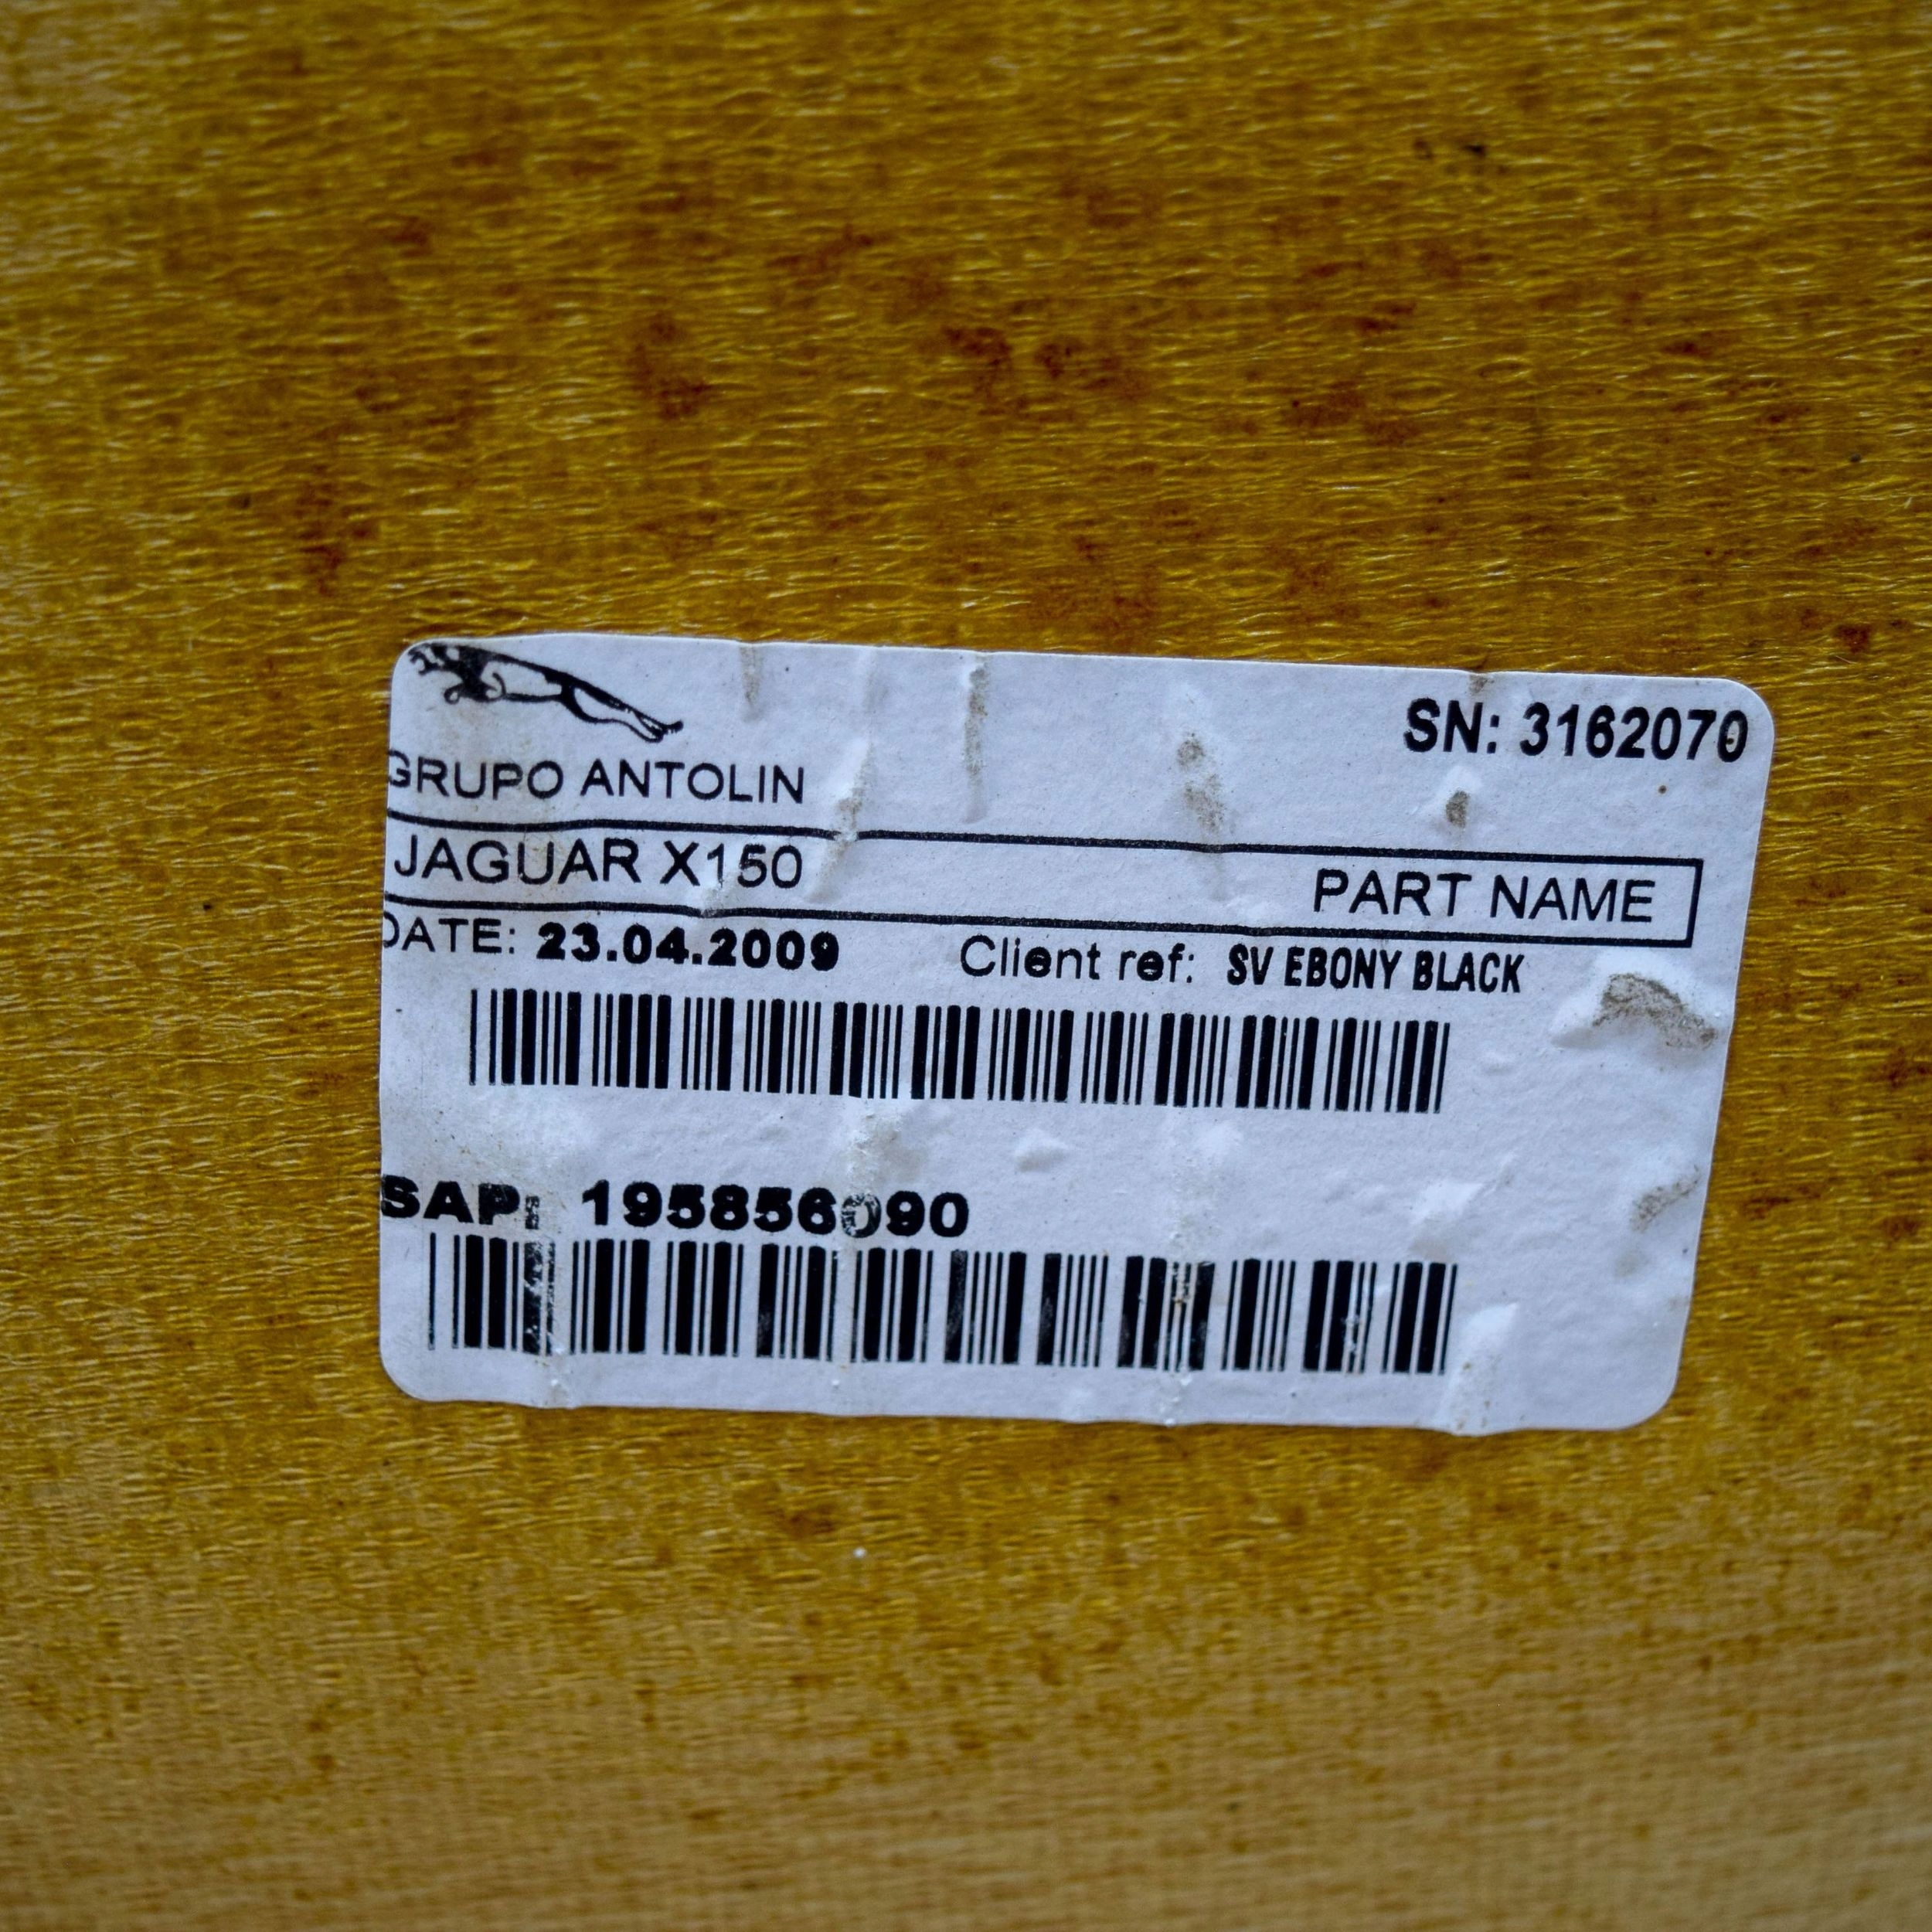 SN: 3162070
GRUPO ANTOLIN
JAGUAR X150 PART NAME
DATE: 23.04.2009 Client ref: SV EBONY BLACK
SAP: 195856090